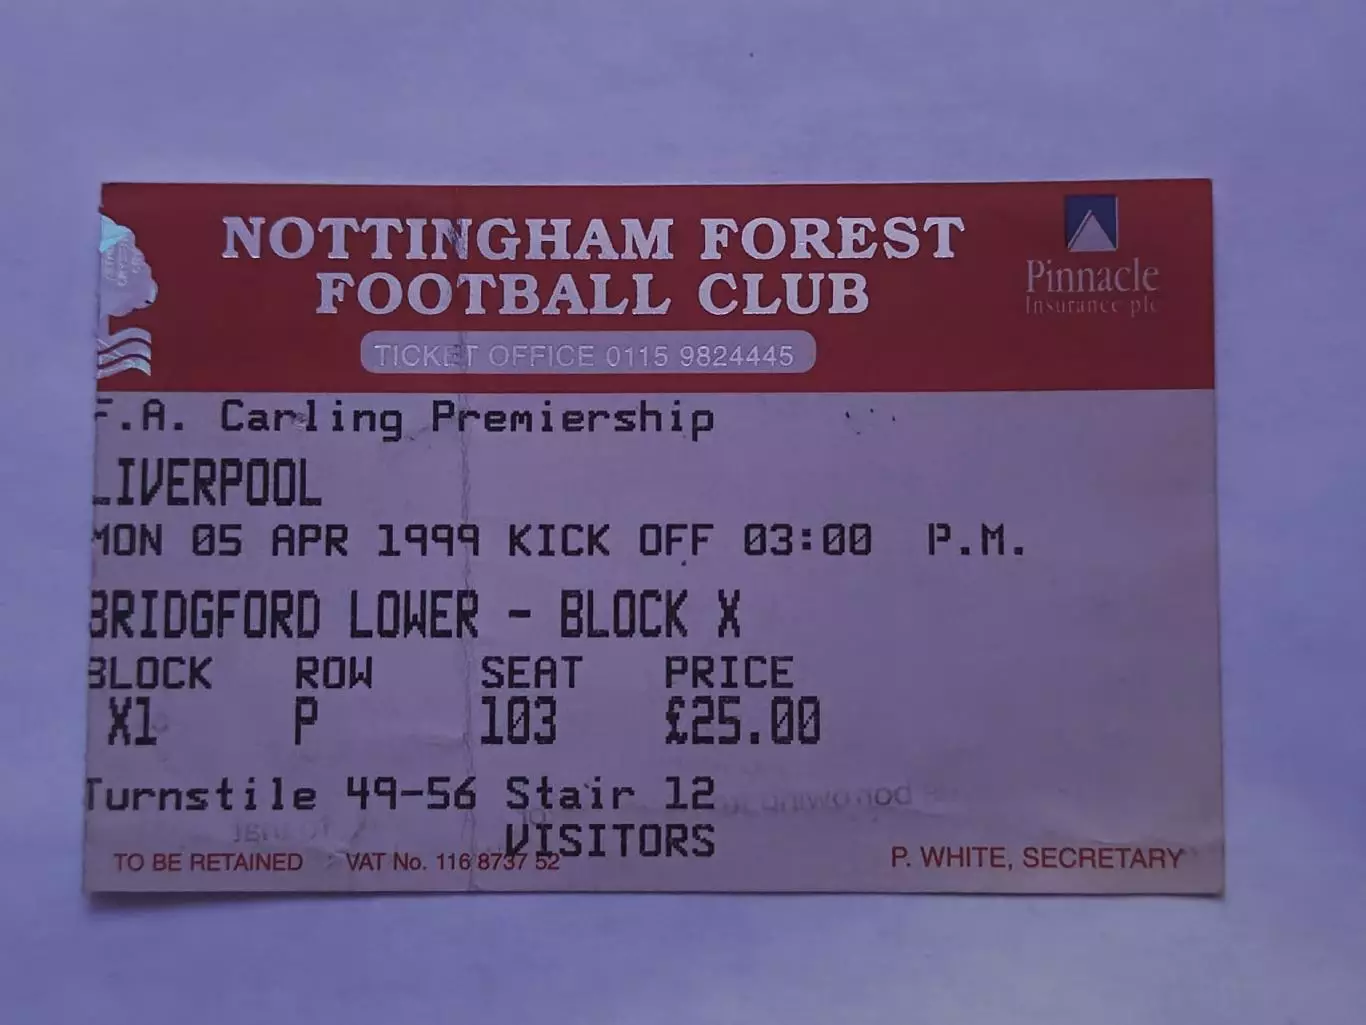 NOTTINGHAM FOREST
FOOTBALL CLUB
TICKET OFFICE 0115 9824445
Pinnacle
Insurance plc
F.A. Carling Premiership
LIVERPOOL
MON 05 APR 1999 KICK OFF 03:00 P.M.
BRIDGFORD LOWER - BLOCK X
BLOCK ROW SEAT PRICE
X1 P 103 £25.00
Turnstile 49-56 Stair 12
VISITORS
TO BE RETAINED VAT No. 116 8737 52 P. WHITE, SECRETARY